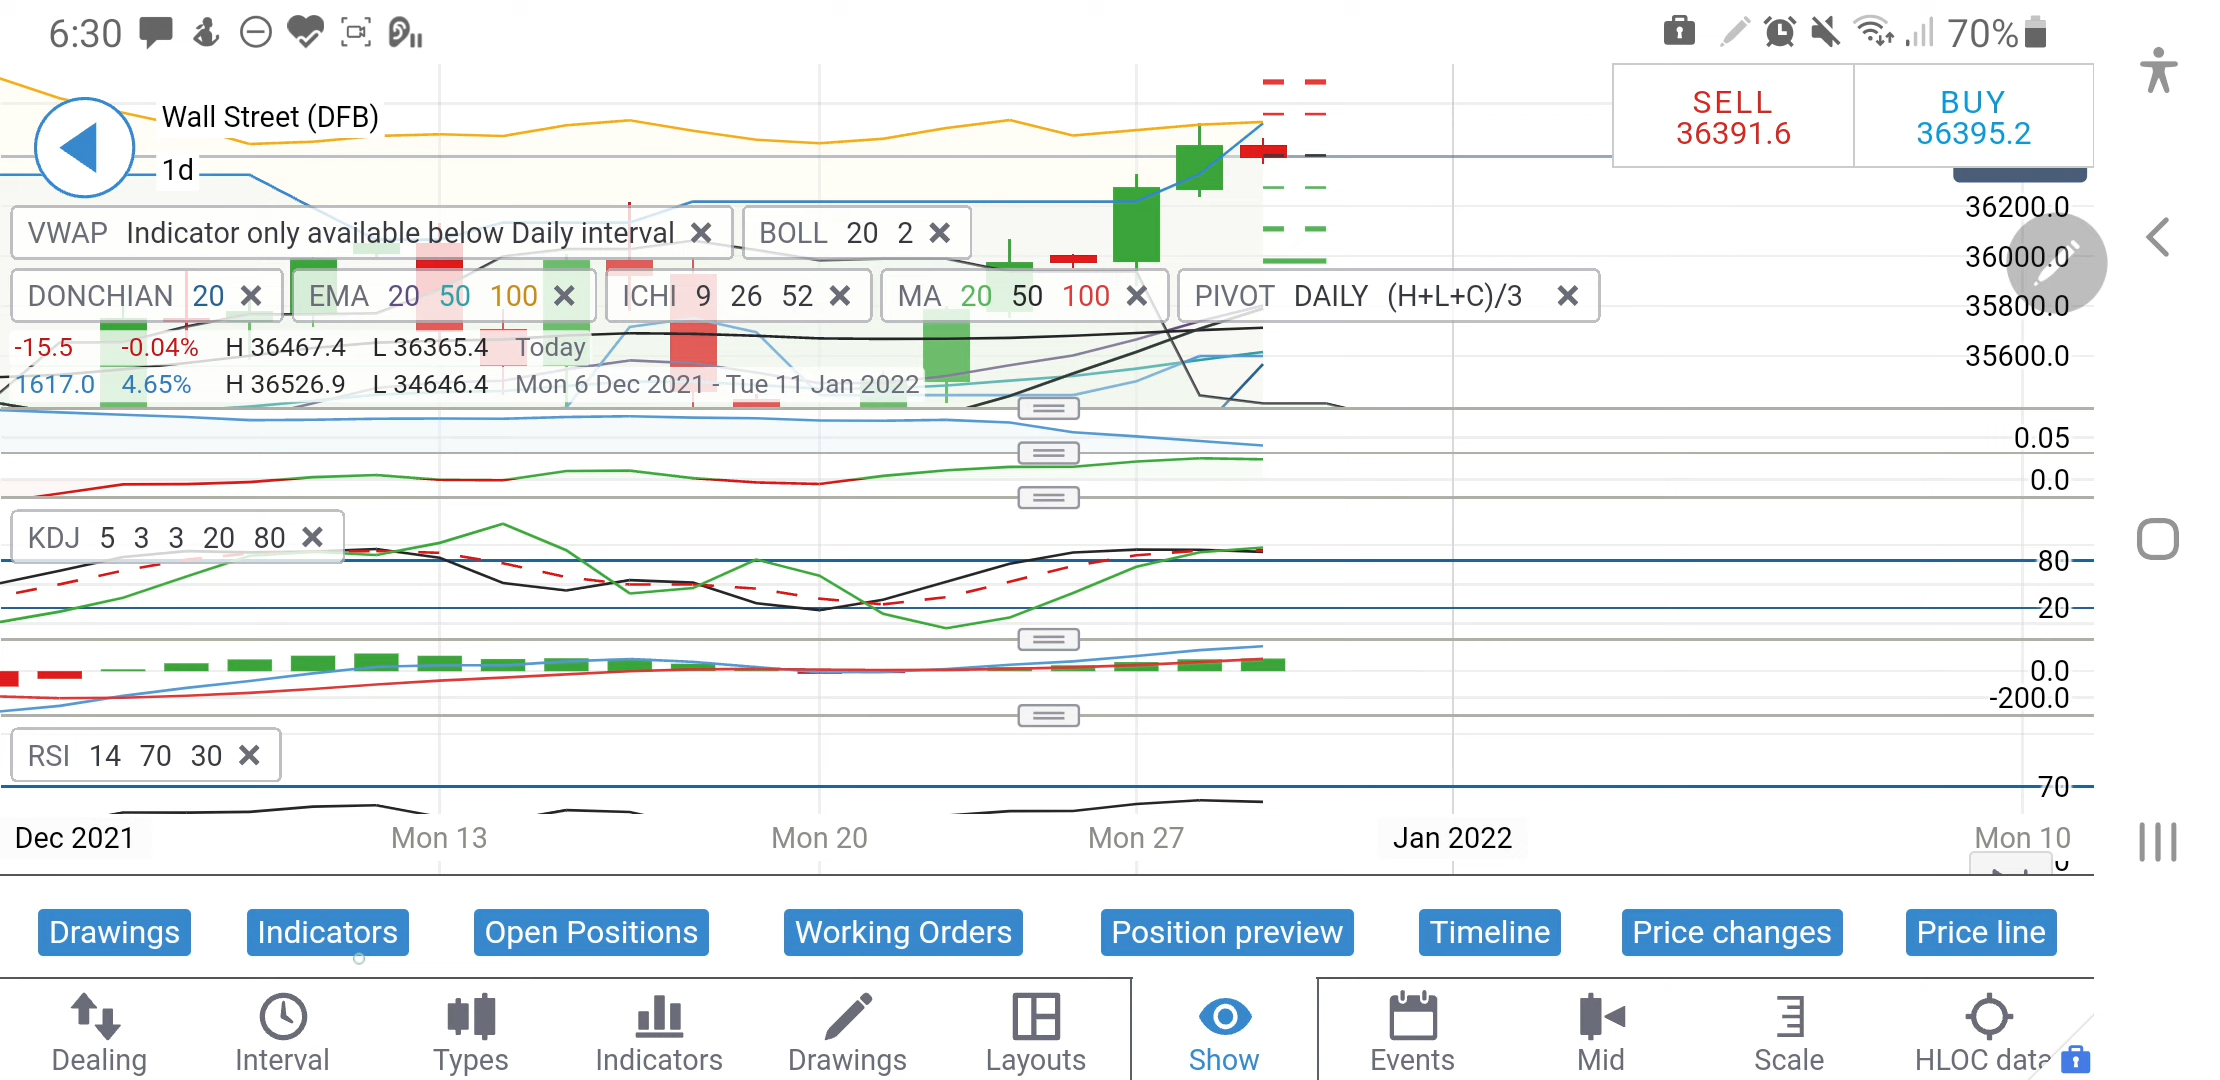 6:30 70%
Wall Street (DFB)
SELL
36391.6
BUY
36395.2
1d
36200.0
VWAP Indicator only available below Daily interval
BOLL 20 2
36000.0
DONCHIAN 20
EMA 20 50 100
ICHI 9 26 52
MA 20 50 100
PIVOT DAILY (H+L+C)/3
35800.0
-15.5 -0.04% H 36467.4 L 36365.4 Today
35600.0
1617.0 4.65% H 36526.9 L 34646.4 Mon 6 Dec 2021 - Tue 11 Jan 2022
0.05
0.0
KDJ 5 3 3 20 80
80
20
0.0
-200.0
RSI 14 70 30
70
Dec 2021 Mon 13 Mon 20 Mon 27 Jan 2022 Mon 10
Drawings Indicators Open Positions Working Orders Position preview Timeline Price changes Price line
Dealing Interval Types Indicators Drawings Layouts Show Events Mid Scale HLOC data